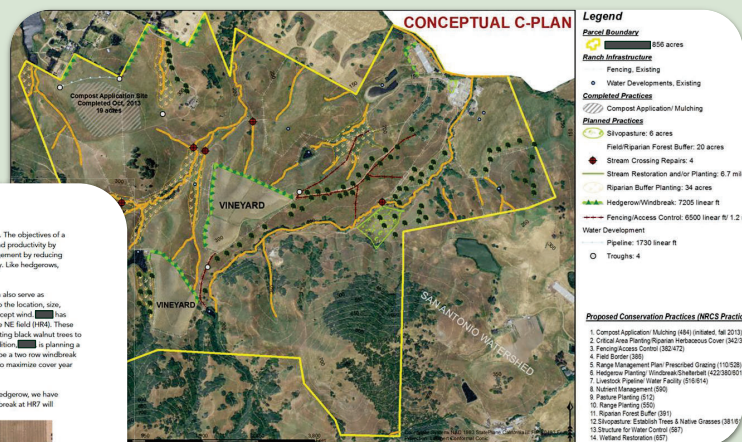 CONCEPTUAL C-PLAN
Compost Application Site
Completed Oct, 2013
19 acres
VINEYARD
VINEYARD
SAN ANTONIO WATERSHED
Legend
Parcel Boundary
856 acres
Ranch Infrastructure
Fencing, Existing
Water Developments, Existing
Completed Practices
Compost Application/ Mulching
Planned Practices
Silvopasture: 6 acres
Field/Riparian Forest Buffer: 20 acres
Stream Crossing Repairs: 4
Stream Restoration and/or Planting: 6.7 mil
Riparian Buffer Planting: 34 acres
Hedgerow/Windbreak: 7205 linear ft
Fencing/Access Control: 6500 linear ft/ 1.2
Water Development
Pipeline: 1730 linear ft
Troughs: 4
Proposed Conservation Practices (NRCS Practic
1. Compost Application/ Mulching (484) (initiated, fall 2013)
2. Critical Area Planting/Riparian Herbaceous Cover (342/3
3. Fencing/Access Control (382/472)
4. Field Border (386)
5. Range Management Plan/ Prescribed Grazing (110/528)
6. Hedgerow Planting/ Windbreak/Shelterbelt (422/380/601
7. Livestock Pipeline/ Water Facility (516/614)
8. Nutrient Management (590)
9. Pasture Planting (512)
10. Range Planting (550)
11. Riparian Forest Buffer (391)
12. Silvopasture: Establish Trees & Native Grasses (381/6
13. Structure for Water Control (587)
14. Wetland Restoration (657)
. The objectives of a
nd productivity by
gement by reducing
y. Like hedgerows,
also serve as
e the location, size,
cept wind. has
e NE field (HR4). These
ting black walnut trees to
dition, is planning a
be a two row windbreak
o maximize cover year
edgerow, we have
break at HR7 will